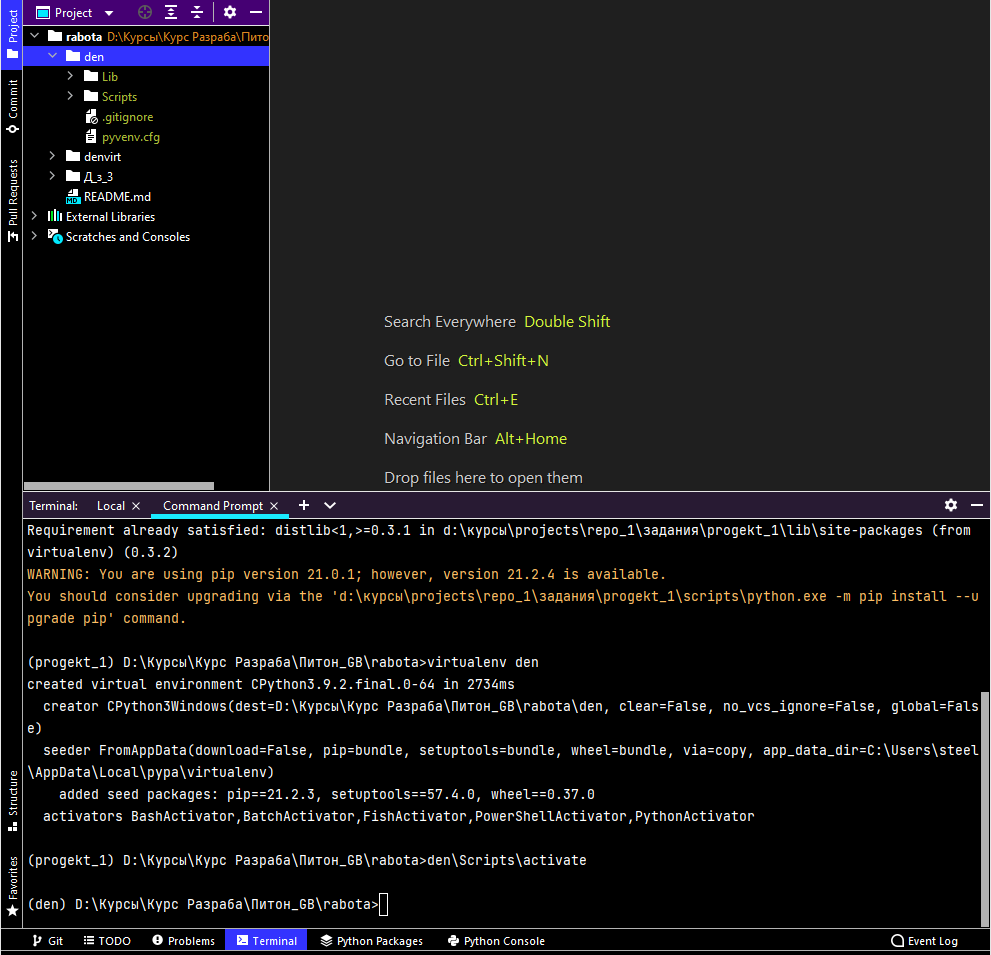 Project
Commit
Pull Requests
Structure
Favorites
Project
rabota D:\Курсы\Курс Разраба\Пито
den
Lib
Scripts
.gitignore
pyvenv.cfg
denvirt
Д_з_3
README.md
External Libraries
Scratches and Consoles
Search Everywhere Double Shift
Go to File Ctrl+Shift+N
Recent Files Ctrl+E
Navigation Bar Alt+Home
Drop files here to open them
Terminal: Local Command Prompt
Requirement already satisfied: distlib<1,>=0.3.1 in d:\курсы\projects\repo_1\задания\progekt_1\lib\site-packages (from
virtualenv) (0.3.2)
WARNING: You are using pip version 21.0.1; however, version 21.2.4 is available.
You should consider upgrading via the 'd:\курсы\projects\repo_1\задания\progekt_1\scripts\python.exe -m pip install --u
pgrade pip' command.
(progekt_1) D:\Курсы\Курс Разраба\Питон_GB\rabota>virtualenv den
created virtual environment CPython3.9.2.final.0-64 in 2734ms
creator CPython3Windows(dest=D:\Курсы\Курс Разраба\Питон_GB\rabota\den, clear=False, no_vcs_ignore=False, global=Fals
e)
seeder FromAppData(download=False, pip=bundle, setuptools=bundle, wheel=bundle, via=copy, app_data_dir=C:\Users\steel
\AppData\Local\pypa\virtualenv)
added seed packages: pip==21.2.3, setuptools==57.4.0, wheel==0.37.0
activators BashActivator,BatchActivator,FishActivator,PowerShellActivator,PythonActivator
(progekt_1) D:\Курсы\Курс Разраба\Питон_GB\rabota>den\Scripts\activate
(den) D:\Курсы\Курс Разраба\Питон_GB\rabota>
Git TODO Problems Terminal Python Packages Python Console Event Log